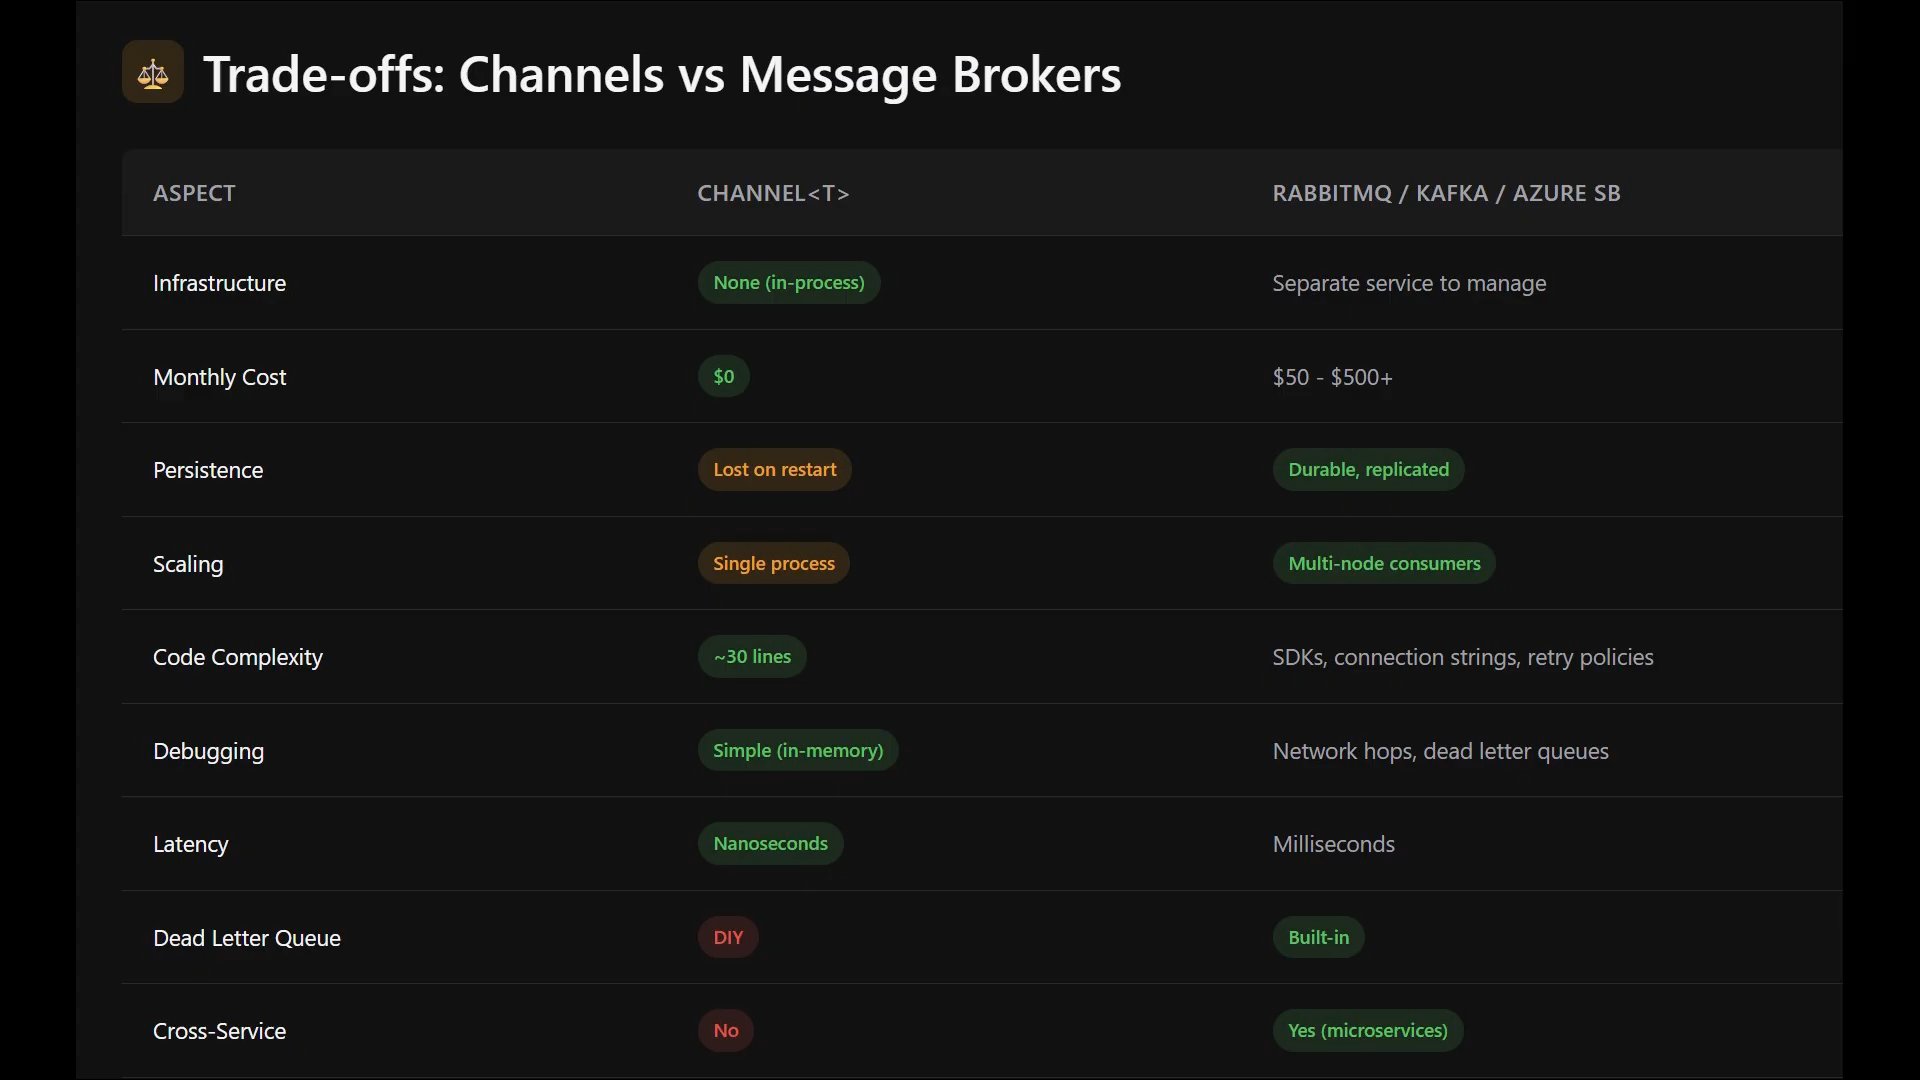 Trade-offs: Channels vs Message Brokers
ASPECT CHANNEL<T> RABBITMQ / KAFKA / AZURE SB
Infrastructure None (in-process) Separate service to manage
Monthly Cost $0 $50 - $500+
Persistence Lost on restart Durable, replicated
Scaling Single process Multi-node consumers
Code Complexity ~30 lines SDKs, connection strings, retry policies
Debugging Simple (in-memory) Network hops, dead letter queues
Latency Nanoseconds Milliseconds
Dead Letter Queue DIY Built-in
Cross-Service No Yes (microservices)